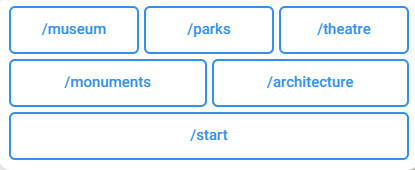 /museum /parks /theatre
/monuments /architecture
/start